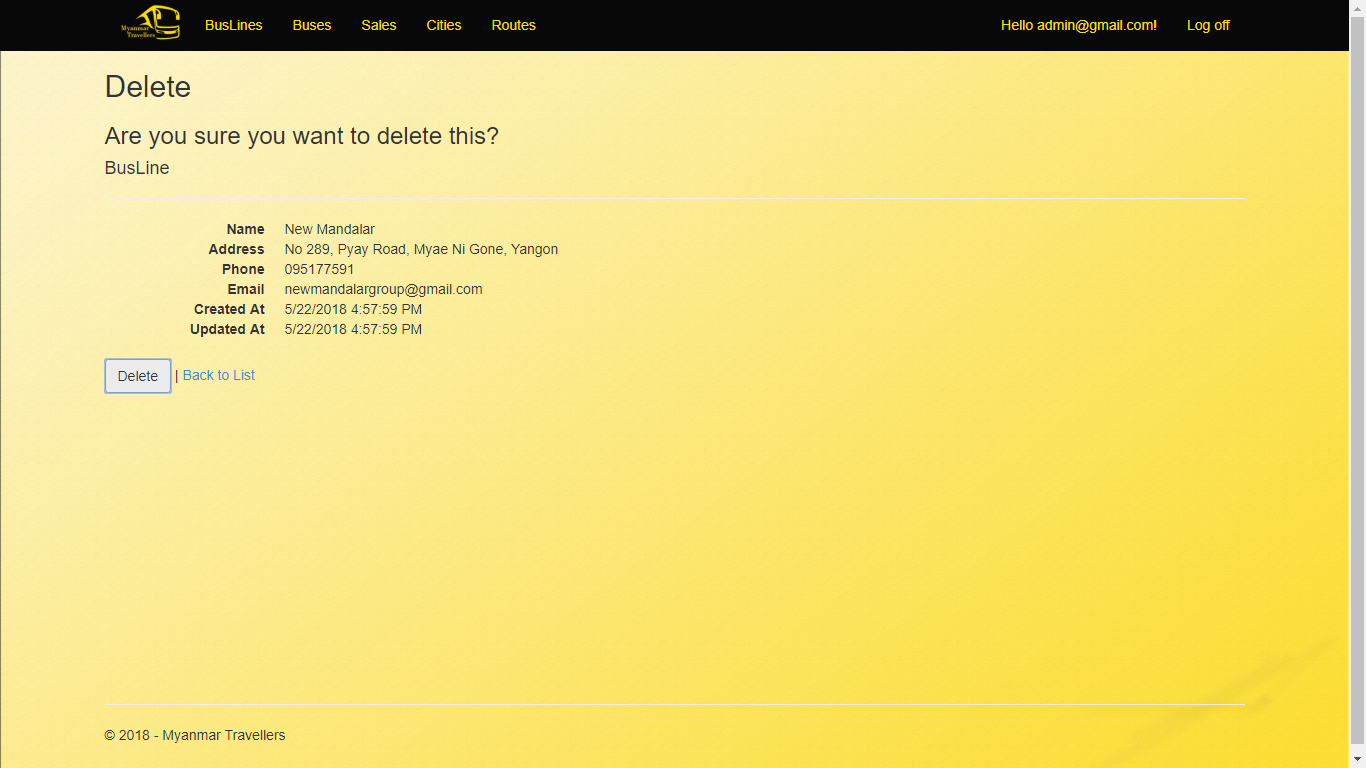 Myanmar Travellers
BusLines Buses Sales Cities Routes Hello admin@gmail.com! Log off
Delete
Are you sure you want to delete this?
BusLine
Name New Mandalar
Address No 289, Pyay Road, Myae Ni Gone, Yangon
Phone 095177591
Email newmandalargroup@gmail.com
Created At 5/22/2018 4:57:59 PM
Updated At 5/22/2018 4:57:59 PM
Delete | Back to List
© 2018 - Myanmar Travellers